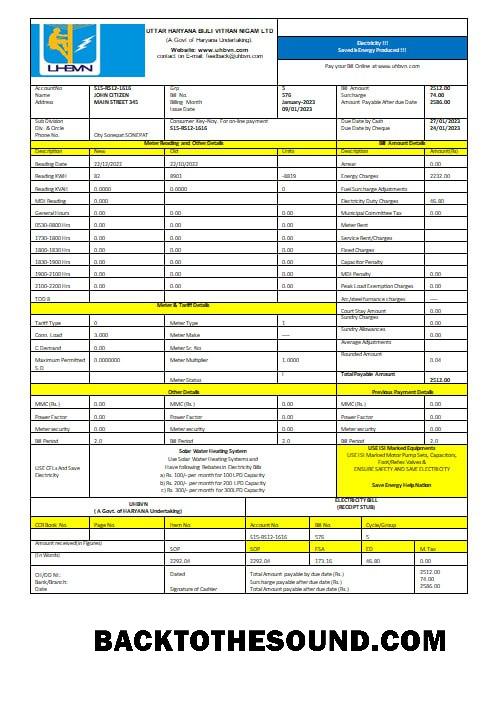 UTTAR HARYANA BIJLI VITRAN NIGAM LTD
(A Govt of Haryana Undertaking).
Website: www.uhbvn.com
contact on E-mail: feedback@uhbvn.com
UHBVN
Electricity !!!
Saved is Energy Produced !!!
Pay your Bill Online at www.uhbvn.com
Account No S15-RS12-1616 Grp S Bill Amount 2512.00
Name JOHN CITIZEN Bill No. 576 Surcharge 74.00
Address MAIN STREET 345 Billing Month January-2023 Amount Payable After due Date 2586.00
Issue Date 09/01/2023
Sub Division Consumer Key-Noy. For on-line payment Due Date by Cash 27/01/2023
Div. & Circle S15-RS12-1616 Due Date by Cheque 24/01/2023
Phone No. City Sonepat SONEPAT
Meter Reading and Other Details Bill Amount Details
Description New Old Units Description Amount(Rs)
Reading Date 22/12/2022 22/10/2022 Arrear 0.00
Reading KWH 82 8901 -8819 Energy Charges 2232.00
Reading KVAH 0.0000 0.0000 0 Fuel Surcharge Adjustments
MDI Reading 0.000 Electricity Duty Charges 46.80
General Hours 0.00 0.00 0.00 Municipal Committee Tax 0.00
0530-0800 Hrs 0.00 0.00 0.00 Meter Rent
1730-1800 Hrs 0.00 0.00 0.00 Service Rent/Charges
1800-1830 Hrs 0.00 0.00 0.00 Fixed Charges
1830-1900 Hrs 0.00 0.00 0.00 Capacitor Penalty
1900-2100 Hrs 0.00 0.00 0.00 MDI Penalty 0.00
2100-2200 Hrs 0.00 0.00 0.00 Peak Load Exemption Charges 0.00
TOD 8 Arc/steel furnance charges ----
Meter & Tariff Details Court Stay Amount 0.00
Tariff Type 0 Meter Type 1 Sundry Charges 0.00
Conn. Load 3.000 Meter Make ---- Sundry Allowances 0.00
C.Demand 0.00 Meter Sr. No Average Adjustments
Maximum Permitted S.D. 0.0000000 Meter Multiplier 1.0000 Rounded Amount 0.04
Meter Status I Total Payable Amount 2512.00
Other Details Previous Payment Details
MMC (Rs.) 0.00 MMC (Rs.) 0.00 MMC (Rs.) 0.00
Power Factor 0.00 Power Factor 0.00 Power Factor 0.00
Meter security 0.00 Meter security 0.00 Meter security 0.00
Bill Period 2.0 Bill Period 2.0 Bill Period 2.0
USE CFLs And Save Electricity
Solar Water Heating System
Use Solar Water Heating Systems and
Have following Rebates in Electricity Bills
a) Rs. 100/- per month for 100 LPD Capacity
b) Rs. 200/- per month for 200 LPD Capacity
c) Rs. 300/- per month for 300LPD Capacity
USE ISI Marked Equipments
USE ISI Marked Motor Pump Sets, Capacitors,
Foot/Reflex Valves &
ENSURE SAFETY AND SAVE ELECTRICITY
Save Energy Help Nation
UHBVN
( A Govt. of HARYANA Undertaking)
ELECTRICITY BILL
(RECEIPT STUB)
CCR Book No. Page No. Item No. Account No. Bill No. Cycle/Group
S15-RS12-1616 576 S
Amount received(in Figures) SOP SOP FSA ED M. Tax
(In Words) 2292.04 2292.04 173.16 46.80 0.00
CH/DD Nr. Dated Total Amount payable by due date (Rs.) 2512.00
Bank/Branch: Surcharge payable after due date (Rs.) 74.00
Date Signature of Cashier Total Amount payable after due date (Rs.) 2586.00
BACKTOTHESOUND.COM